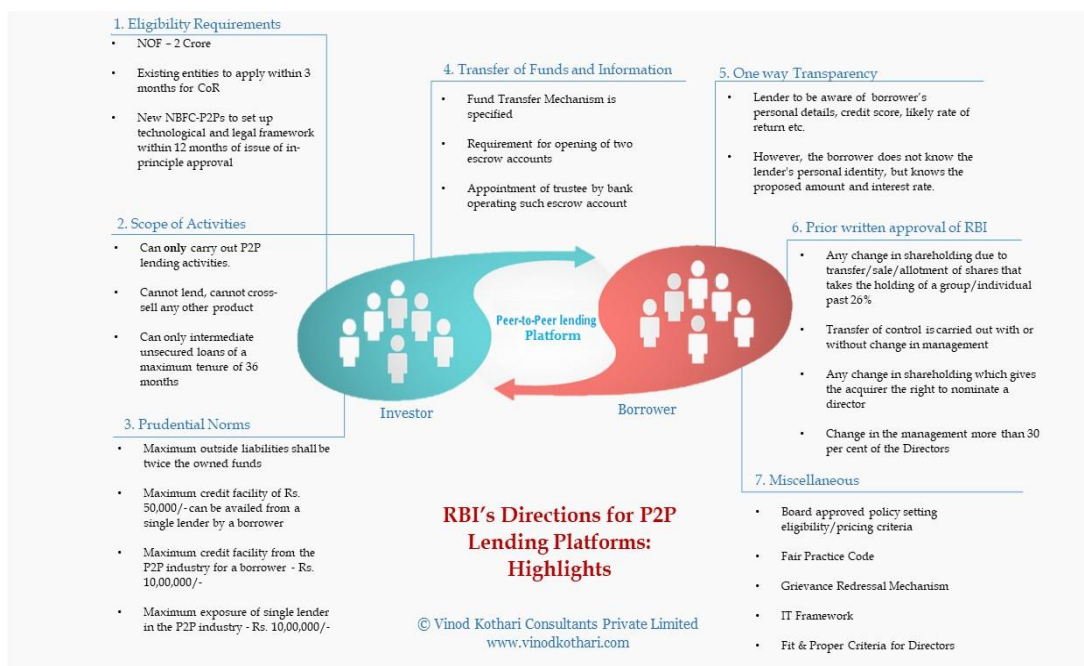 1. Eligibility Requirements
• NOF – 2 Crore
• Existing entities to apply within 3
months for CoR
• New NBFC-P2Ps to set up
technological and legal framework
within 12 months of issue of in-
principle approval
2. Scope of Activities
• Can only carry out P2P
lending activities.
• Cannot lend, cannot cross-
sell any other product
• Can only intermediate
unsecured loans of a
maximum tenure of 36
months
3. Prudential Norms
• Maximum outside liabilities shall be
twice the owned funds
• Maximum credit facility of Rs.
50,000/- can be availed from a
single lender by a borrower
• Maximum credit facility from the
P2P industry for a borrower - Rs.
10,00,000/-
• Maximum exposure of single lender
in the P2P industry - Rs. 10,00,000/-
4. Transfer of Funds and Information
• Fund Transfer Mechanism is
specified
• Requirement for opening of two
escrow accounts
• Appointment of trustee by bank
operating such escrow account
Peer-to-Peer lending
Platform
Investor
Borrower
5. One way Transparency
• Lender to be aware of borrower's
personal details, credit score, likely rate of
return etc.
• However, the borrower does not know the
lender's personal identity, but knows the
proposed amount and interest rate.
6. Prior written approval of RBI
• Any change in shareholding due to
transfer/sale/allotment of shares that
takes the holding of a group/individual
past 26%
• Transfer of control is carried out with or
without change in management
• Any change in shareholding which gives
the acquirer the right to nominate a
director
• Change in the management more than 30
per cent of the Directors
7. Miscellaneous
• Board approved policy setting
eligibility/pricing criteria
• Fair Practice Code
• Grievance Redressal Mechanism
• IT Framework
• Fit & Proper Criteria for Directors
RBI's Directions for P2P
Lending Platforms:
Highlights
© Vinod Kothari Consultants Private Limited
www.vinodkothari.com